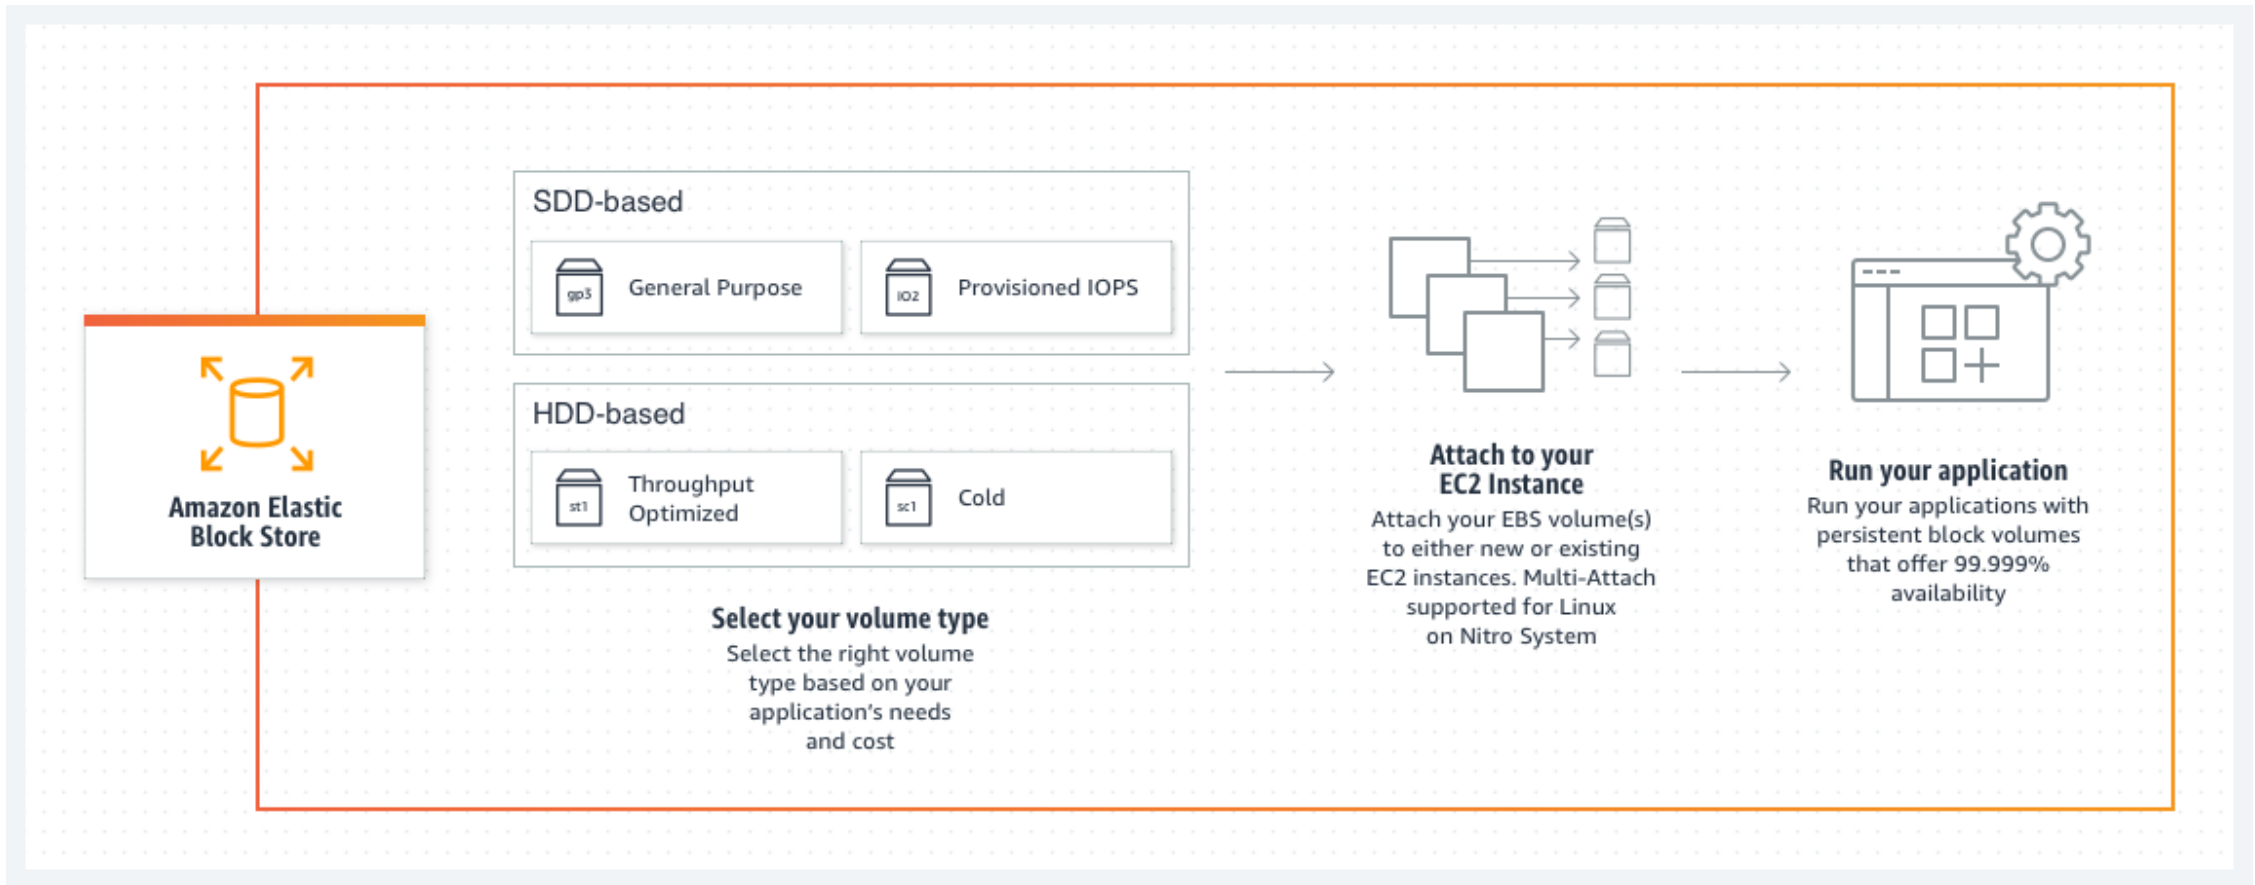 Amazon Elastic
Block Store
SDD-based
gp3
General Purpose
IO2
Provisioned IOPS
HDD-based
st1
Throughput
Optimized
sc1
Cold
Select your volume type
Select the right volume
type based on your
application's needs
and cost
Attach to your
EC2 Instance
Attach your EBS volume(s)
to either new or existing
EC2 instances. Multi-Attach
supported for Linux
on Nitro System
Run your application
Run your applications with
persistent block volumes
that offer 99.999%
availability